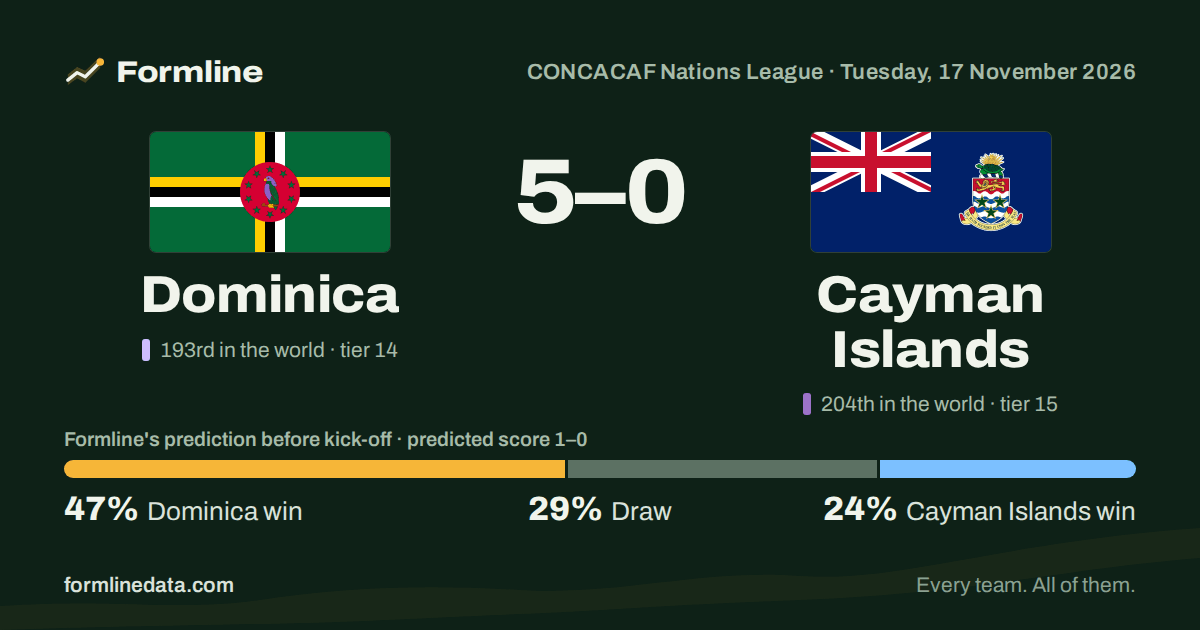 Formline
CONCACAF Nations League · Tuesday, 17 November 2026
5–0
Dominica
193rd in the world · tier 14
Cayman
Islands
204th in the world · tier 15
Formline's prediction before kick-off · predicted score 1–0
47% Dominica win
29% Draw
24% Cayman Islands win
formlinedata.com
Every team. All of them.